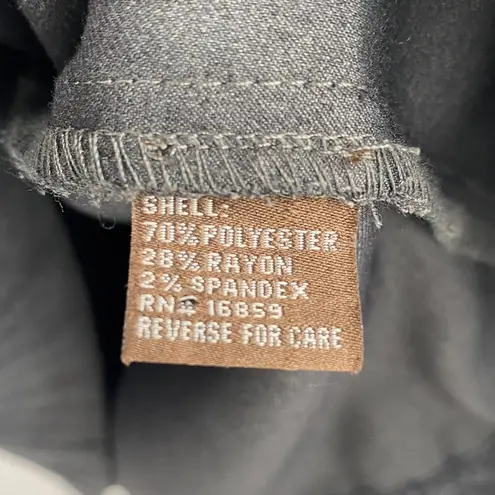 SHELL:
70% POLYESTER
28% RAYON
2% SPANDEX
RN# 16859
REVERSE FOR CARE